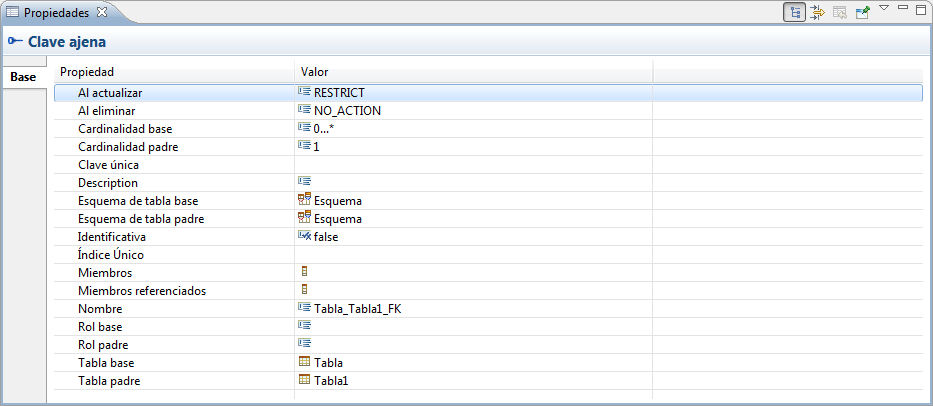 Propiedades
Clave ajena
Base
Propiedad Valor
Al actualizar RESTRICT
Al eliminar NO_ACTION
Cardinalidad base 0...*
Cardinalidad padre 1
Clave única
Description
Esquema de tabla base Esquema
Esquema de tabla padre Esquema
Identificativa false
Índice Único
Miembros
Miembros referenciados
Nombre Tabla_Tabla1_FK
Rol base
Rol padre
Tabla base Tabla
Tabla padre Tabla1